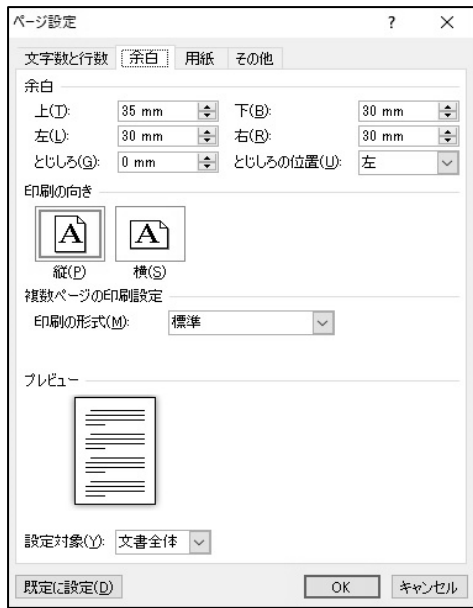 ページ設定 ? ×
文字数と行数 余白 用紙 その他
余白
上(T): 35 mm 下(B): 30 mm
左(L): 30 mm 右(R): 30 mm
とじしろ(G): 0 mm とじしろの位置(U): 左
印刷の向き
A A
縦(P) 横(S)
複数ページの印刷設定
印刷の形式(M): 標準
プレビュー
設定対象(Y): 文書全体
既定に設定(D) OK キャンセル